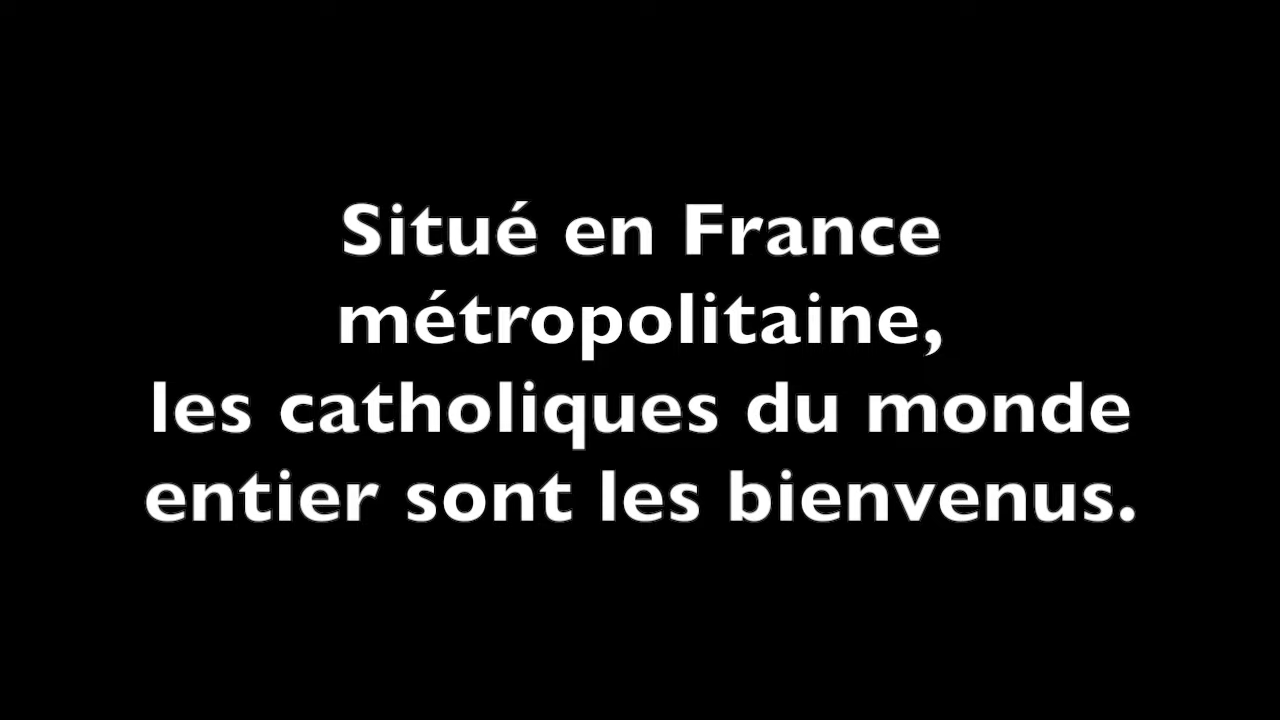 Situé en France
métropolitaine,
les catholiques du monde
entier sont les bienvenus.